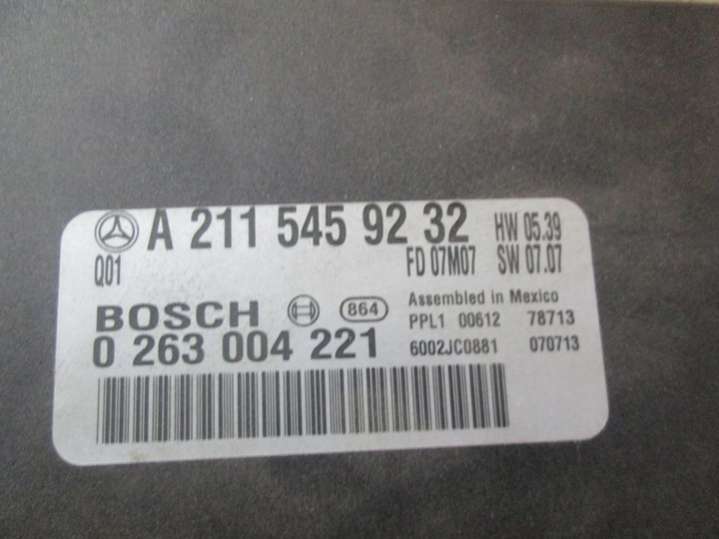 A 211 545 92 32 HW 05.39
Q01 FD 07M07 SW 07.07
BOSCH 864 Assembled in Mexico
PPL1 00612 78713
0 263 004 221 6002JC0881 070713